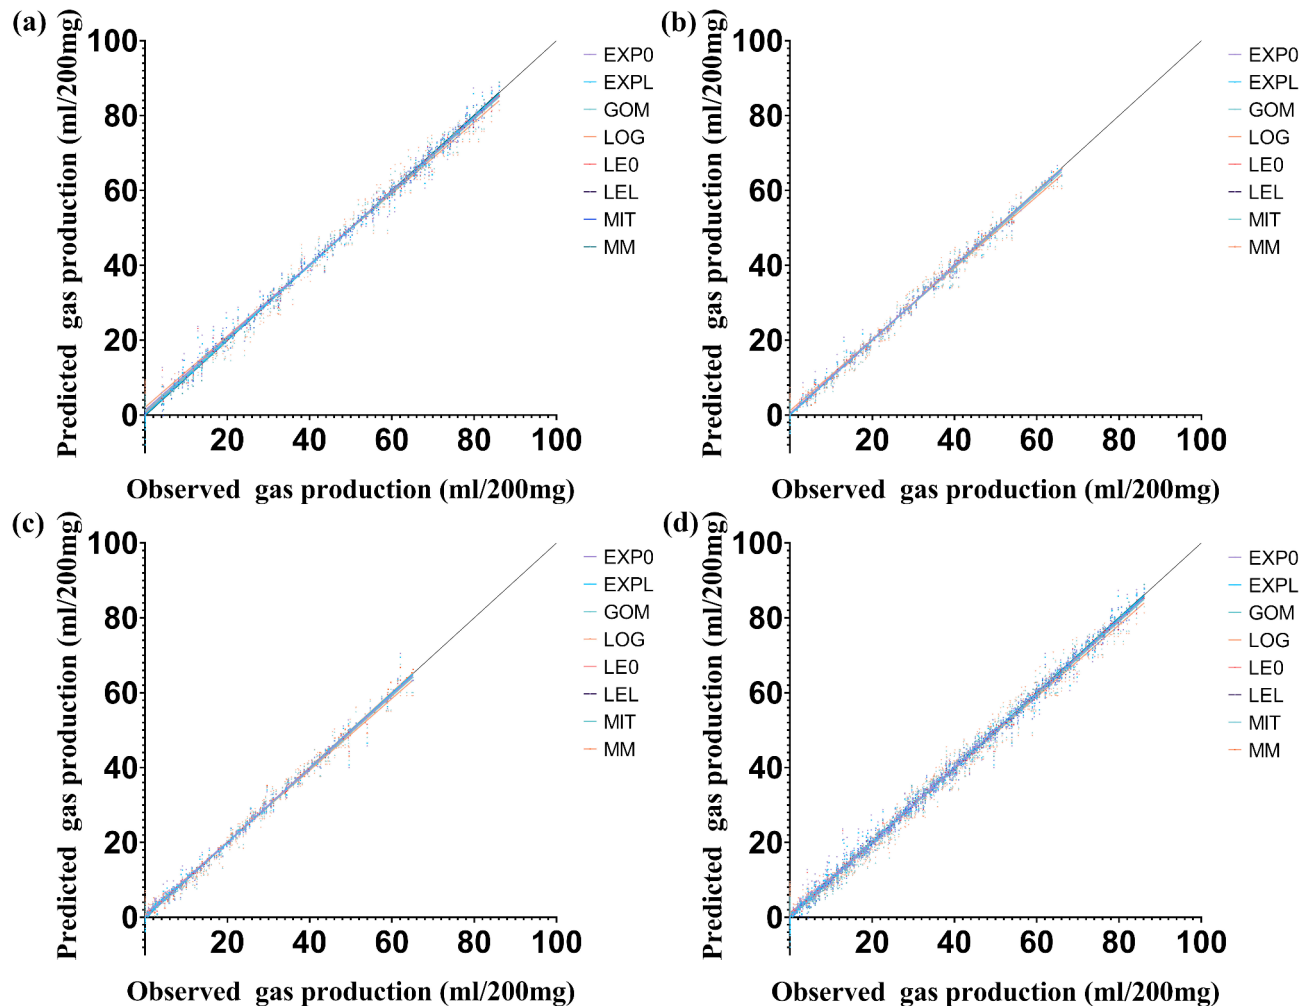 (a)
Predicted gas production (ml/200mg)
100
80
60
40
20
0
20 40 60 80 100
Observed gas production (ml/200mg)
EXP0
EXPL
GOM
LOG
LE0
LEL
MIT
MM
(b)
Predicted gas production (ml/200mg)
100
80
60
40
20
0
20 40 60 80 100
Observed gas production (ml/200mg)
EXP0
EXPL
GOM
LOG
LE0
LEL
MIT
MM
(c)
Predicted gas production (ml/200mg)
100
80
60
40
20
0
20 40 60 80 100
Observed gas production (ml/200mg)
EXP0
EXPL
GOM
LOG
LE0
LEL
MIT
MM
(d)
Predicted gas production (ml/200mg)
100
80
60
40
20
0
20 40 60 80 100
Observed gas production (ml/200mg)
EXP0
EXPL
GOM
LOG
LE0
LEL
MIT
MM